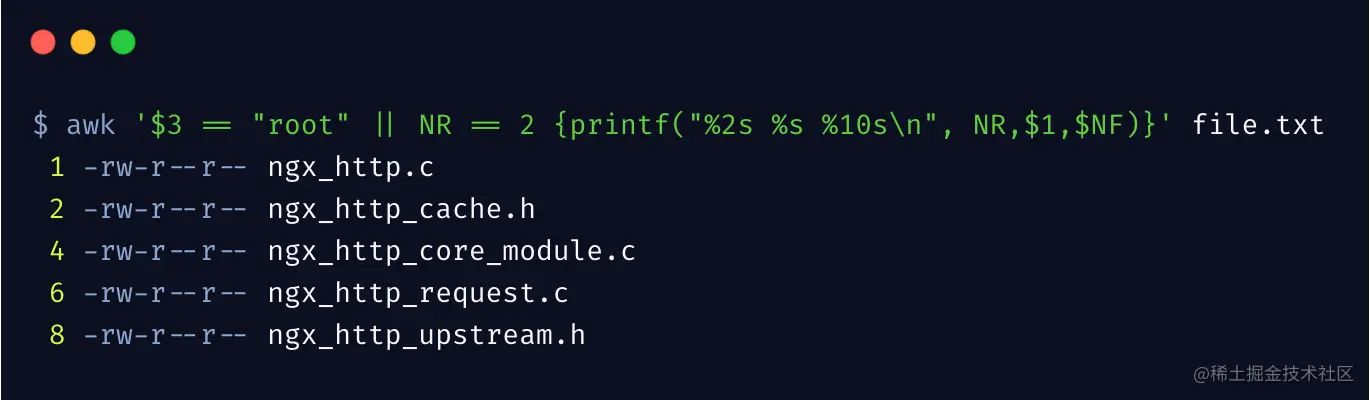 $ awk '$3 == "root" || NR == 2 {printf("%2s %s %10s\n", NR,$1,$NF)}' file.txt
1 -rw-r--r-- ngx_http.c
2 -rw-r--r-- ngx_http_cache.h
4 -rw-r--r-- ngx_http_core_module.c
6 -rw-r--r-- ngx_http_request.c
8 -rw-r--r-- ngx_http_upstream.h
@稀土掘金技术社区